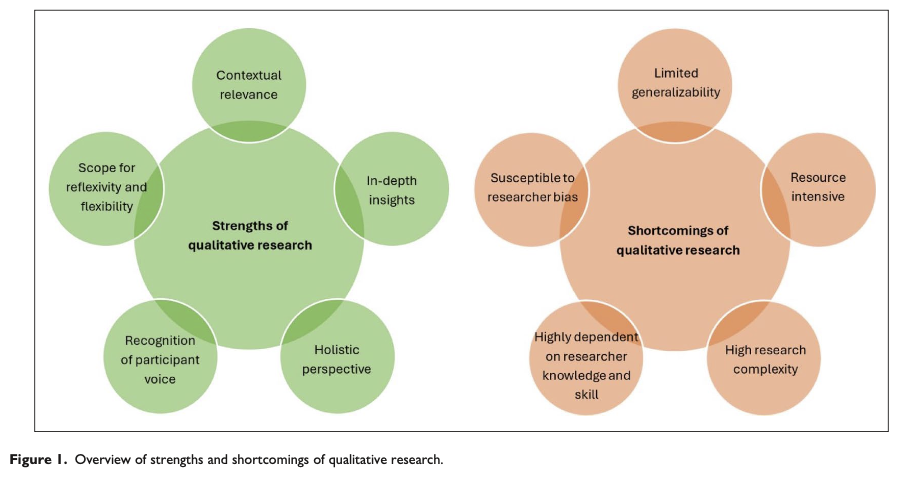 Contextual
relevance
Scope for
reflexivity and
flexibility
In-depth
insights
Strengths of
qualitative research
Recognition
of participant
voice
Holistic
perspective
Limited
generalizability
Susceptible to
researcher bias
Resource
intensive
Shortcomings of
qualitative research
Highly dependent
on researcher
knowledge and
skill
High research
complexity
Figure 1. Overview of strengths and shortcomings of qualitative research.